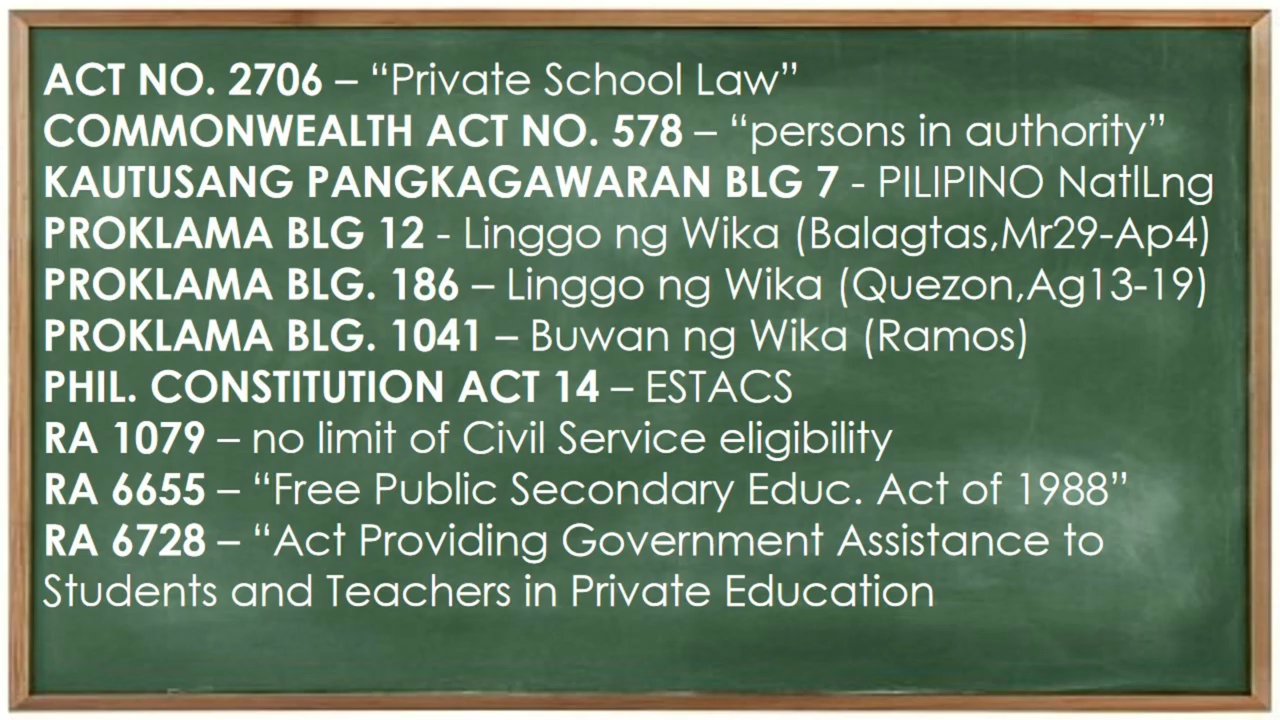 ACT NO. 2706 – “Private School Law”
COMMONWEALTH ACT NO. 578 – “persons in authority”
KAUTUSANG PANGKAGAWARAN BLG 7 - PILIPINO NatlLng
PROKLAMA BLG 12 - Linggo ng Wika (Balagtas,Mr29-Ap4)
PROKLAMA BLG. 186 – Linggo ng Wika (Quezon,Ag13-19)
PROKLAMA BLG. 1041 – Buwan ng Wika (Ramos)
PHIL. CONSTITUTION ACT 14 – ESTACS
RA 1079 – no limit of Civil Service eligibility
RA 6655 – “Free Public Secondary Educ. Act of 1988”
RA 6728 – “Act Providing Government Assistance to
Students and Teachers in Private Education